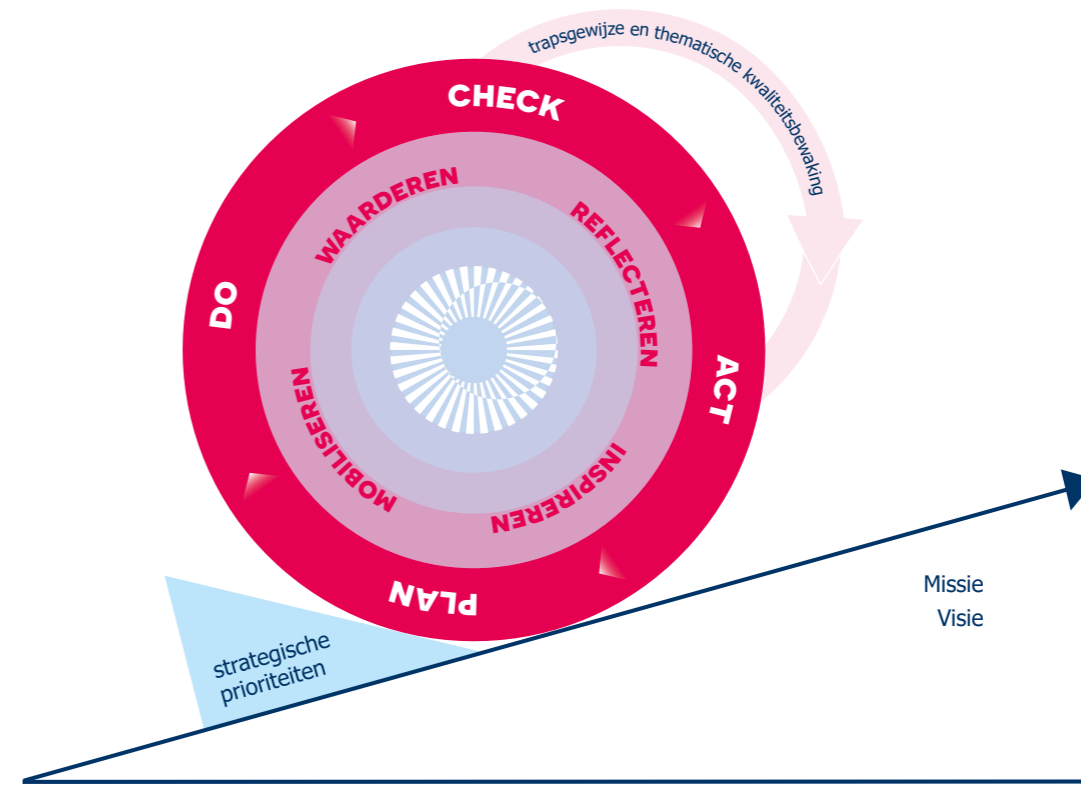 trapsgewijze en thematische kwaliteitsbewaking
CHECK
WAARDEREN
REFLECTEREN
DO
ACT
MOBILISEREN
INSPIREREN
PLAN
Missie
Visie
strategische
prioriteiten